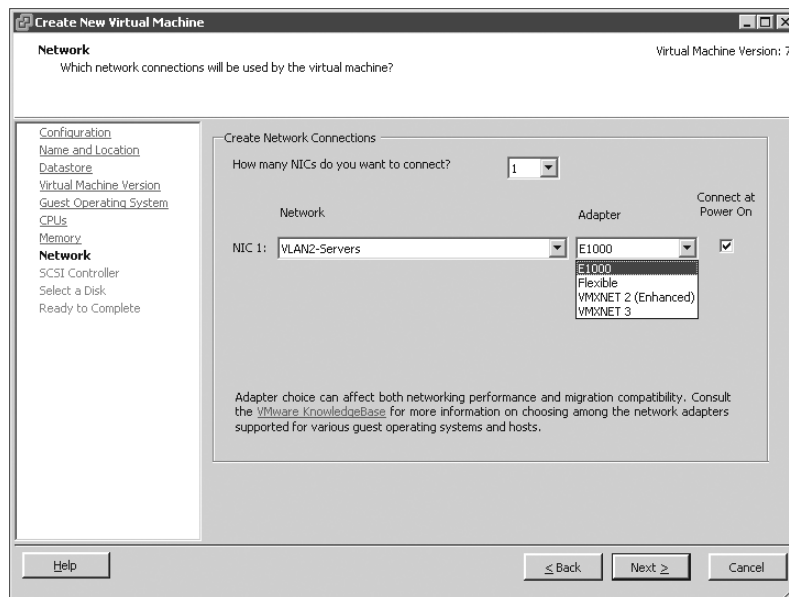 Create New Virtual Machine
Network
Which network connections will be used by the virtual machine?
Virtual Machine Version: 7
Configuration
Name and Location
Datastore
Virtual Machine Version
Guest Operating System
CPUs
Memory
Network
SCSI Controller
Select a Disk
Ready to Complete
Create Network Connections
How many NICs do you want to connect?
1
Network
Adapter
Connect at
Power On
NIC 1:
VLAN2-Servers
E1000
E1000
Flexible
VMXNET 2 (Enhanced)
VMXNET 3
Adapter choice can affect both networking performance and migration compatibility. Consult
the VMware KnowledgeBase for more information on choosing among the network adapters
supported for various guest operating systems and hosts.
Help
< Back
Next >
Cancel